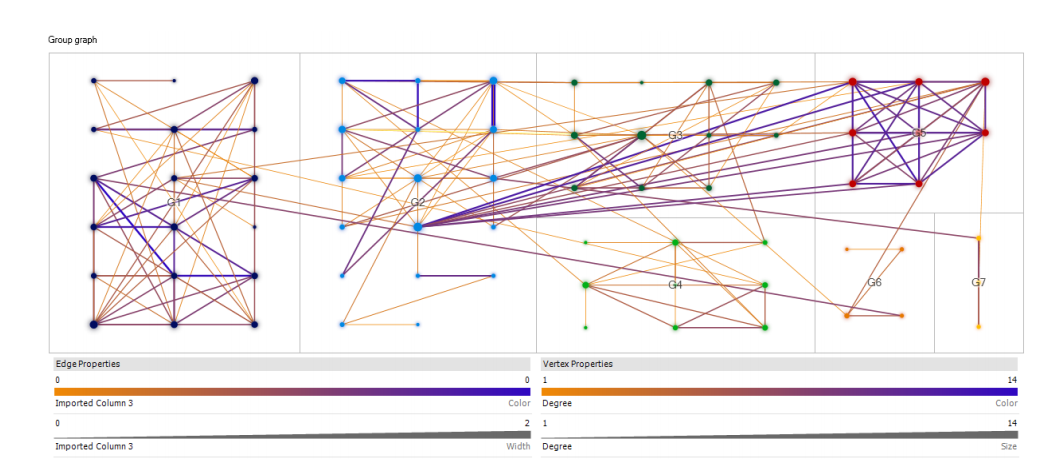 Group graph
G1
G2
G3
G4
G5
G6
G7
Edge Properties
0 0
Imported Column 3 Color
0 2
Imported Column 3 Width
Vertex Properties
1 14
Degree Color
1 14
Degree Size